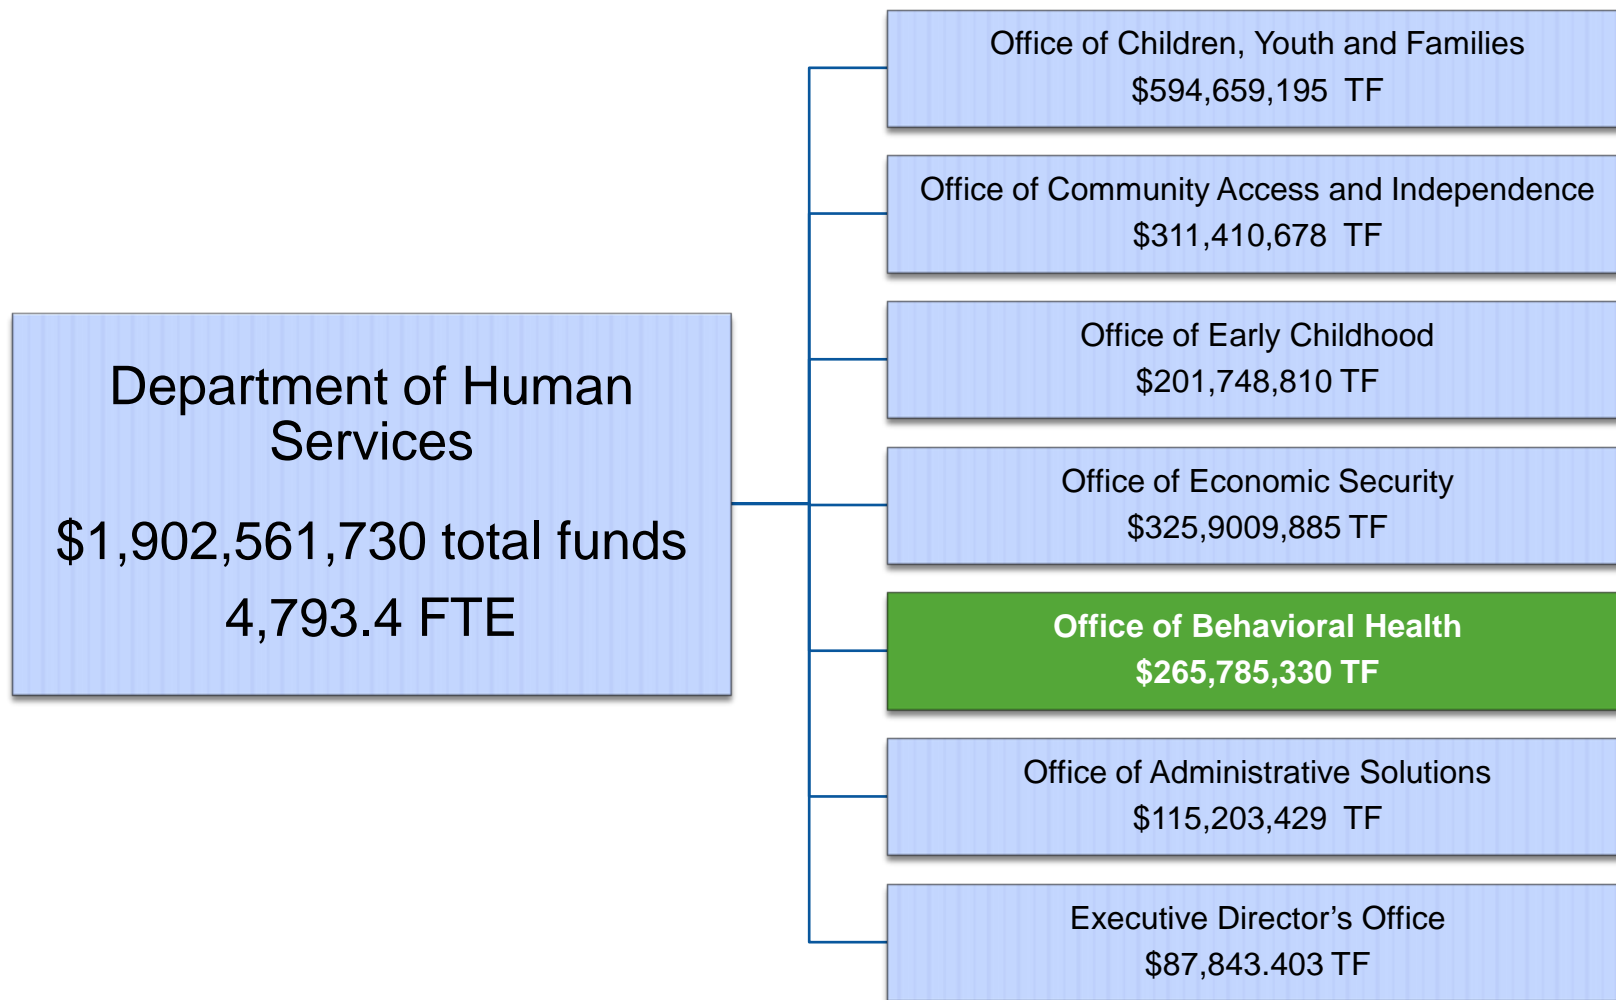 Department of Human
Services
$1,902,561,730 total funds
4,793.4 FTE
Office of Children, Youth and Families
$594,659,195 TF
Office of Community Access and Independence
$311,410,678 TF
Office of Early Childhood
$201,748,810 TF
Office of Economic Security
$325,9009,885 TF
Office of Behavioral Health
$265,785,330 TF
Office of Administrative Solutions
$115,203,429 TF
Executive Director’s Office
$87,843.403 TF